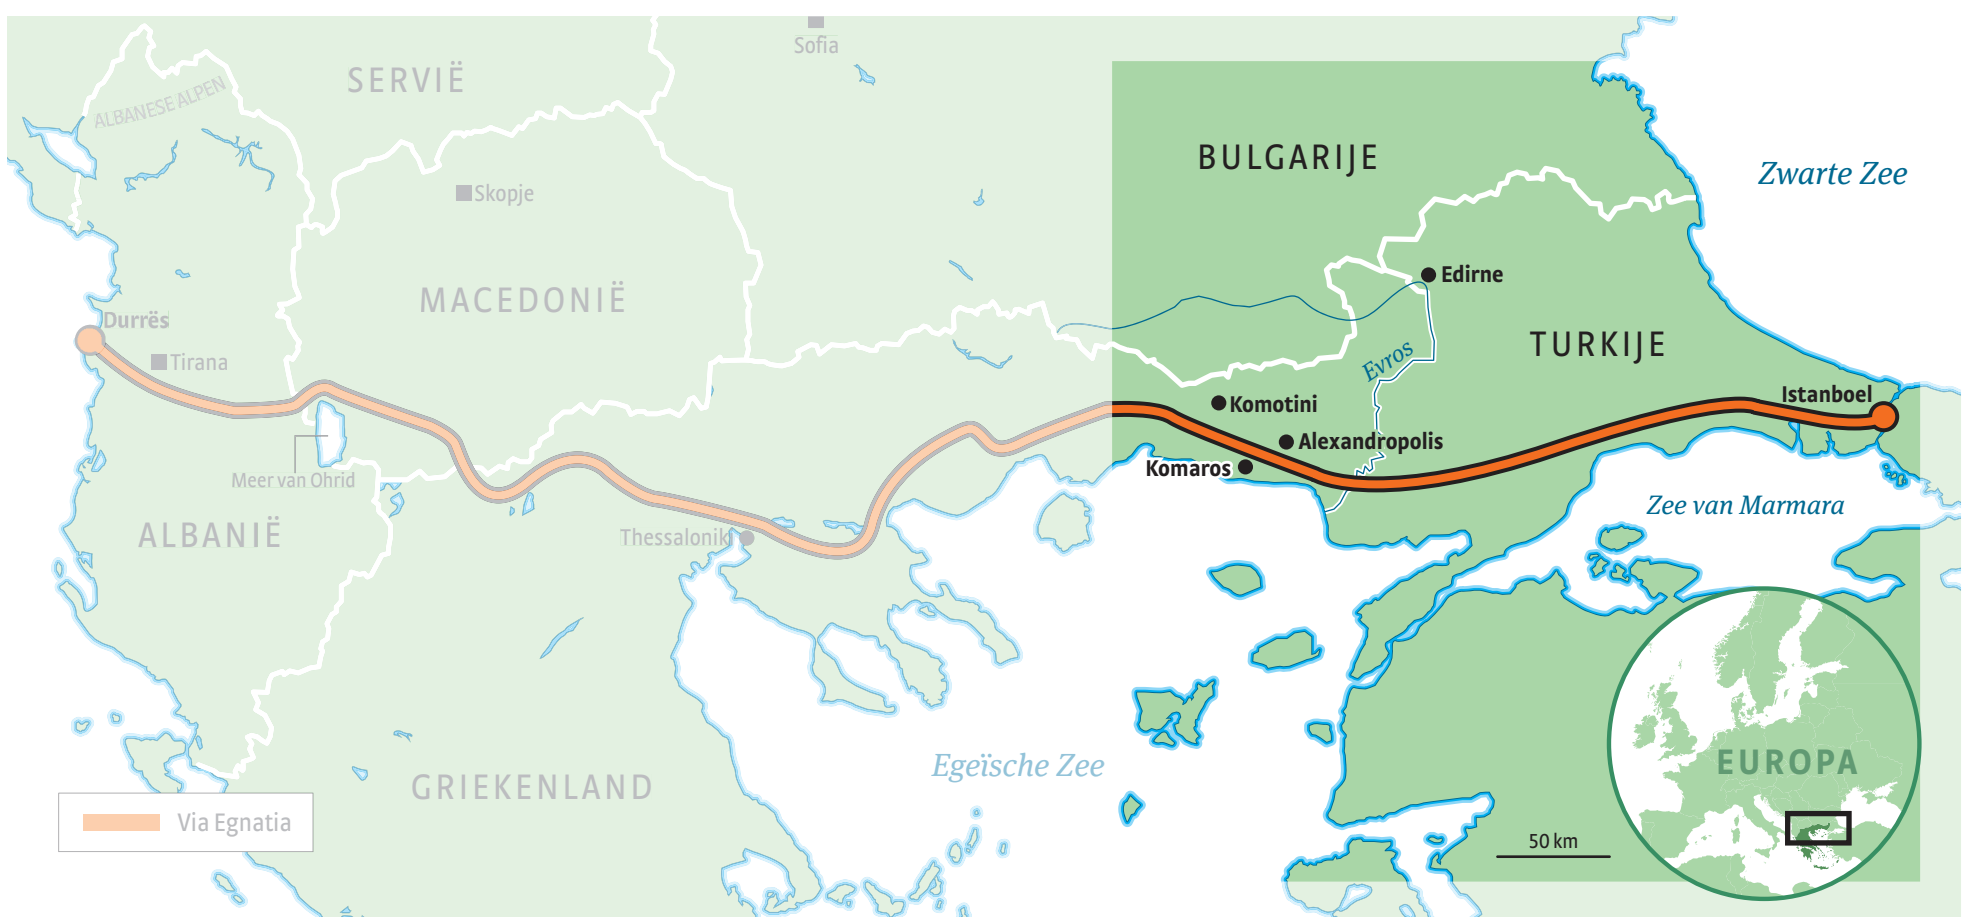 Sofia
SERVIË
ALBANESE ALPEN
BULGARIJE
Zwarte Zee
Skopje
Edirne
MACEDONIË
Durrës
TURKIJE
Tirana
Evros
Istanboel
Komotini
Alexandropolis
Komaros
Meer van Ohrid
Zee van Marmara
ALBANIË
Thessaloniki
Egeïsche Zee
EUROPA
GRIEKENLAND
Via Egnatia
50 km